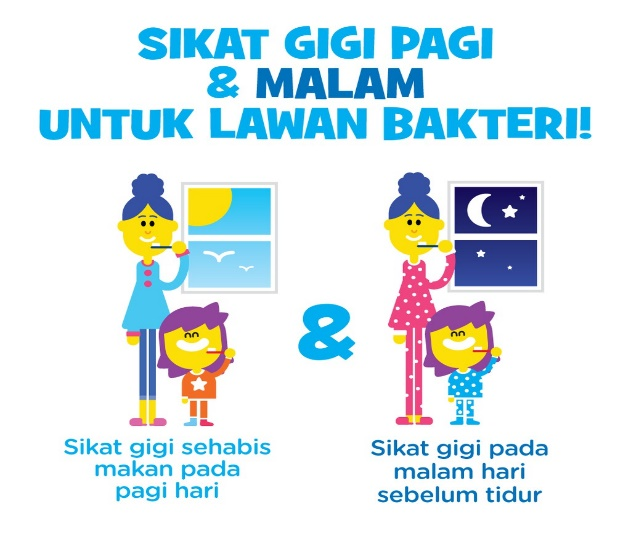 SIKAT GIGI PAGI
& MALAM
UNTUK LAWAN BAKTERI!
&
Sikat gigi sehabis
makan pada
pagi hari
Sikat gigi pada
malam hari
sebelum tidur